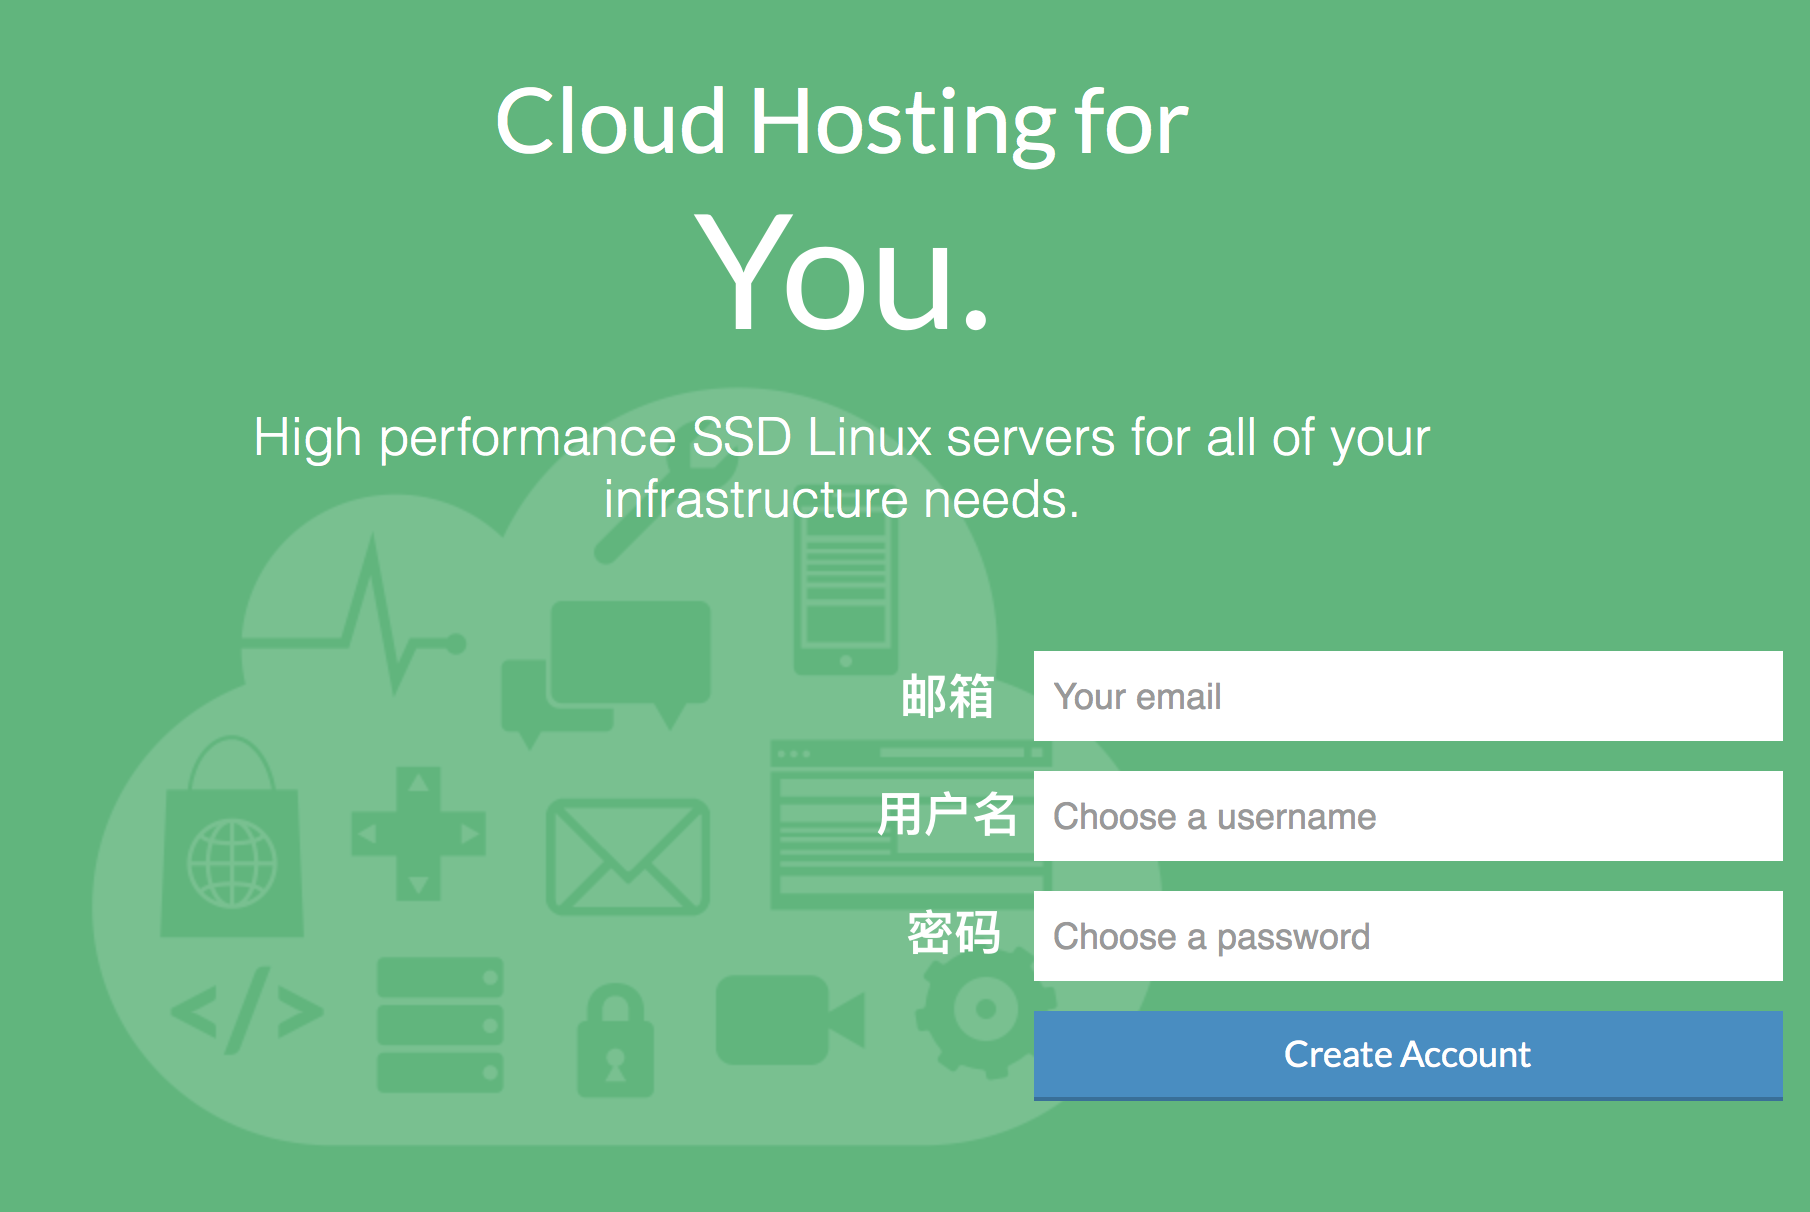 Cloud Hosting for
You.
High performance SSD Linux servers for all of your
infrastructure needs.
邮箱 Your email
用户名 Choose a username
密码 Choose a password
</>
Create Account